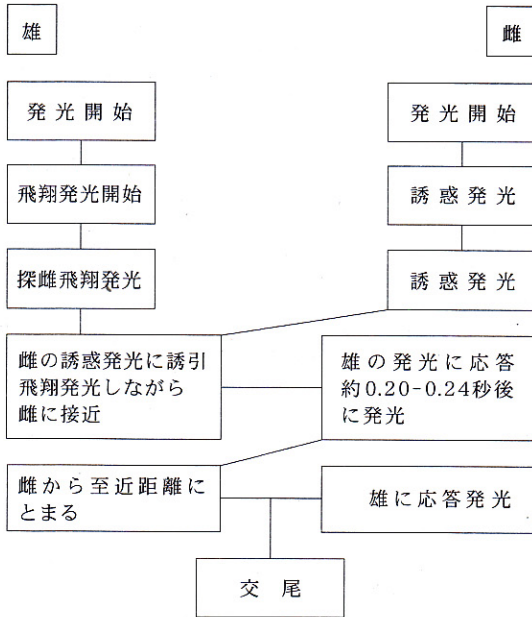 雄
雌
発光開始
発光開始
飛翔発光開始
誘惑発光
探雌飛翔発光
誘惑発光
雌の誘惑発光に誘引
飛翔発光しながら
雌に接近
雄の発光に応答
約0.20-0.24秒後
に発光
雌から至近距離に
とまる
雄に応答発光
交尾